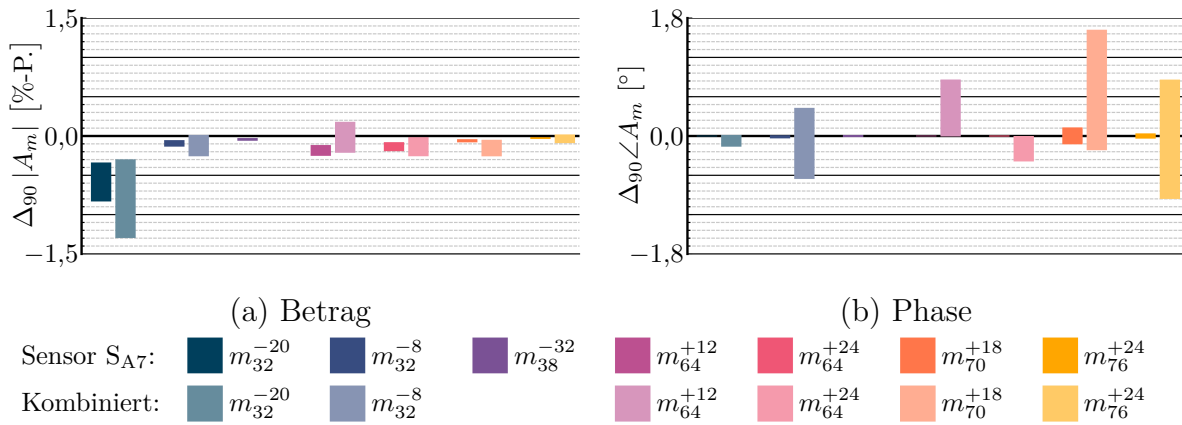 1,5
0,0
−1,5
Δ₉₀ |Aₘ| [%-P.]
1,8
0,0
−1,8
Δ₉₀∠Aₘ [°]
(a) Betrag
(b) Phase
Sensor S_A7: m₃₂⁻²⁰ m₃₂⁻⁸ m₃₈⁻³² m₆₄⁺¹² m₆₄⁺²⁴ m₇₀⁺¹⁸ m₇₆⁺²⁴
Kombiniert: m₃₂⁻²⁰ m₃₂⁻⁸ m₆₄⁺¹² m₆₄⁺²⁴ m₇₀⁺¹⁸ m₇₆⁺²⁴